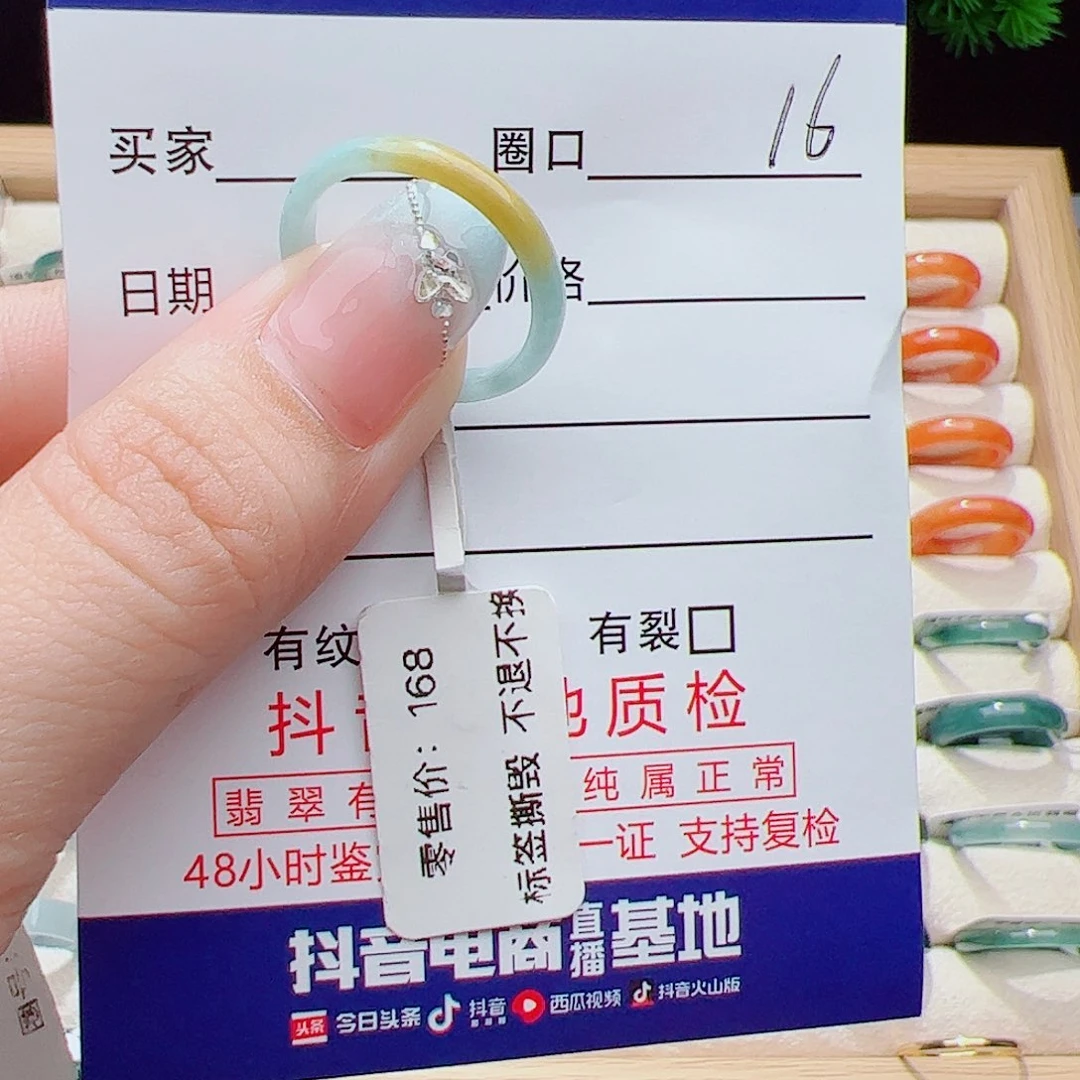 买家 圈口 16
日期 价格
有纹 有裂
抖音 地质检
翡翠有 纯属正常
48小时鉴 一证 支持复检
零售价：168
标签撕毁 不退不换
抖音电商直播基地
头条 今日头条 抖音 西瓜视频 抖音火山版